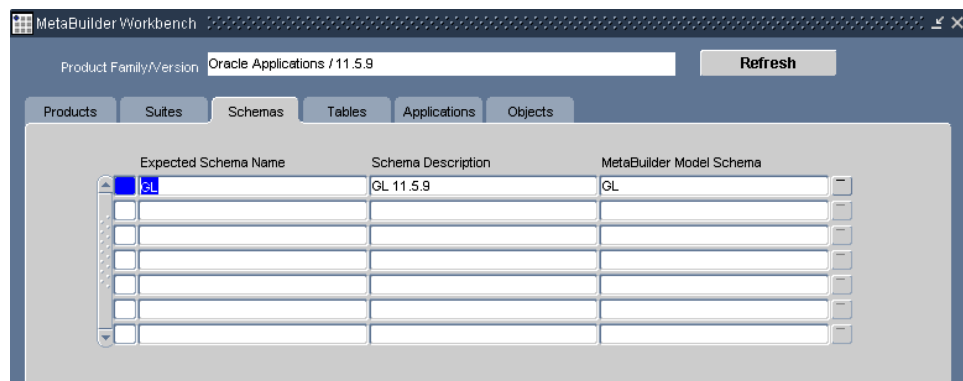 MetaBuilder Workbench
Product Family/Version Oracle Applications / 11.5.9 Refresh
Products Suites Schemas Tables Applications Objects
Expected Schema Name Schema Description MetaBuilder Model Schema
GL GL 11.5.9 GL